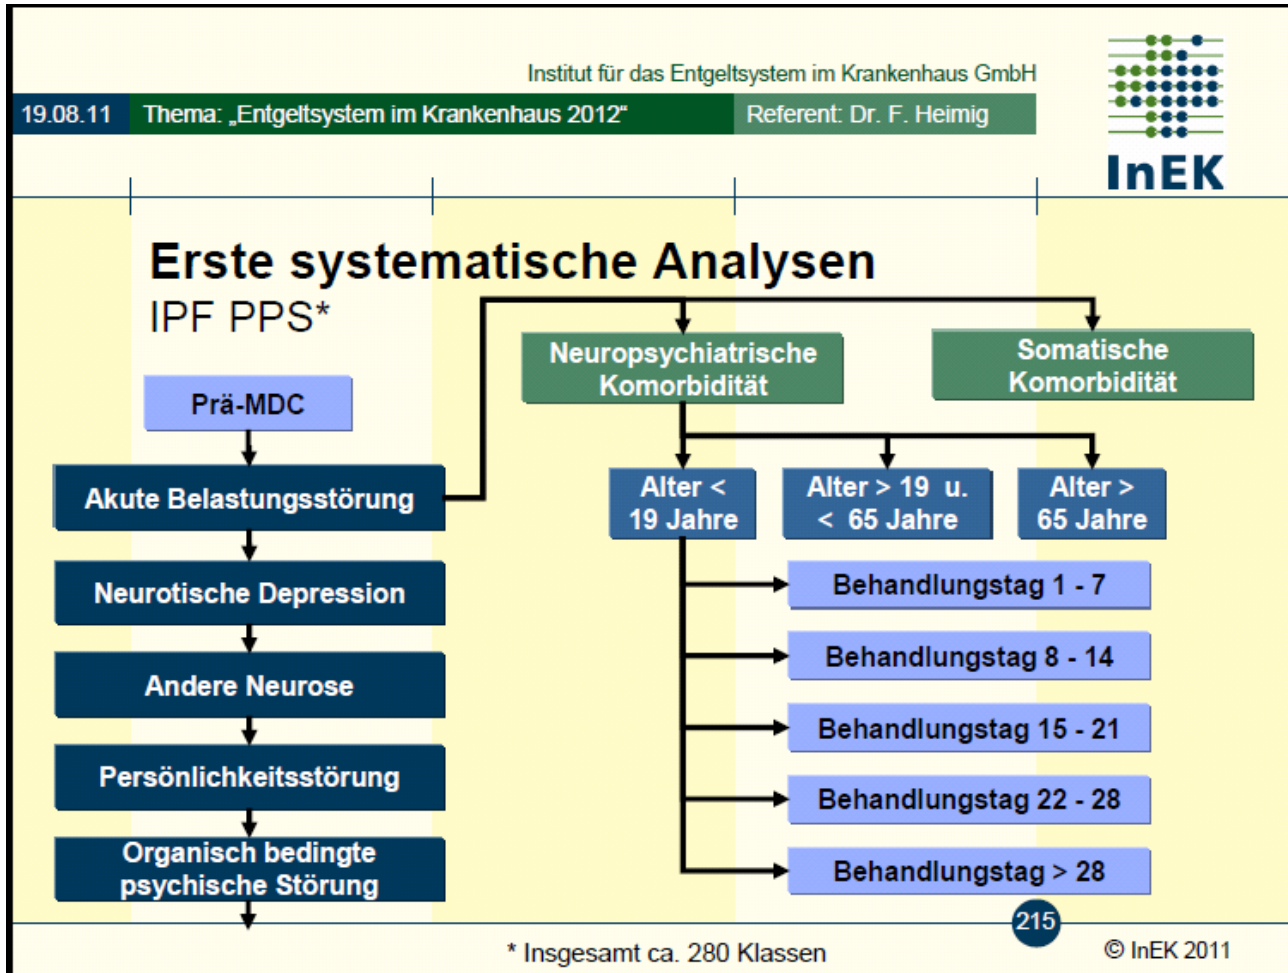 Institut für das Entgeltsystem im Krankenhaus GmbH
19.08.11 Thema: „Entgeltsystem im Krankenhaus 2012“ Referent: Dr. F. Heimig
InEK
Erste systematische Analysen
IPF PPS*
Prä-MDC
Akute Belastungsstörung
Neurotische Depression
Andere Neurose
Persönlichkeitsstörung
Organisch bedingte
psychische Störung
Neuropsychiatrische
Komorbidität
Somatische
Komorbidität
Alter <
19 Jahre
Alter > 19 u.
< 65 Jahre
Alter >
65 Jahre
Behandlungstag 1 - 7
Behandlungstag 8 - 14
Behandlungstag 15 - 21
Behandlungstag 22 - 28
Behandlungstag > 28
215
* Insgesamt ca. 280 Klassen
© InEK 2011